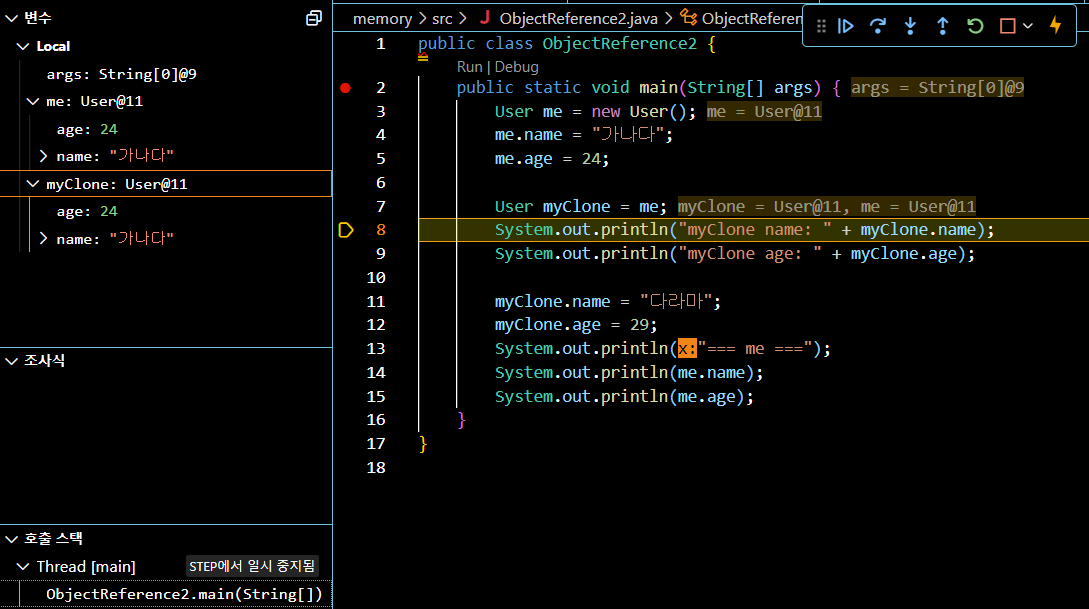 변수
Local
args: String[0]@9
me: User@11
age: 24
name: "가나다"
myClone: User@11
age: 24
name: "가나다"
조사식
호출 스택
Thread [main] STEP에서 일시 중지됨
ObjectReference2.main(String[])
memory > src > J ObjectReference2.java > ObjectReferen
1 public class ObjectReference2 {
Run | Debug
2 public static void main(String[] args) { args = String[0]@9
3 User me = new User(); me = User@11
4 me.name = "가나다";
5 me.age = 24;
6
7 User myClone = me; myClone = User@11, me = User@11
8 System.out.println("myClone name: " + myClone.name);
9 System.out.println("myClone age: " + myClone.age);
10
11 myClone.name = "다라마";
12 myClone.age = 29;
13 System.out.println(x:"=== me ===");
14 System.out.println(me.name);
15 System.out.println(me.age);
16 }
17 }
18